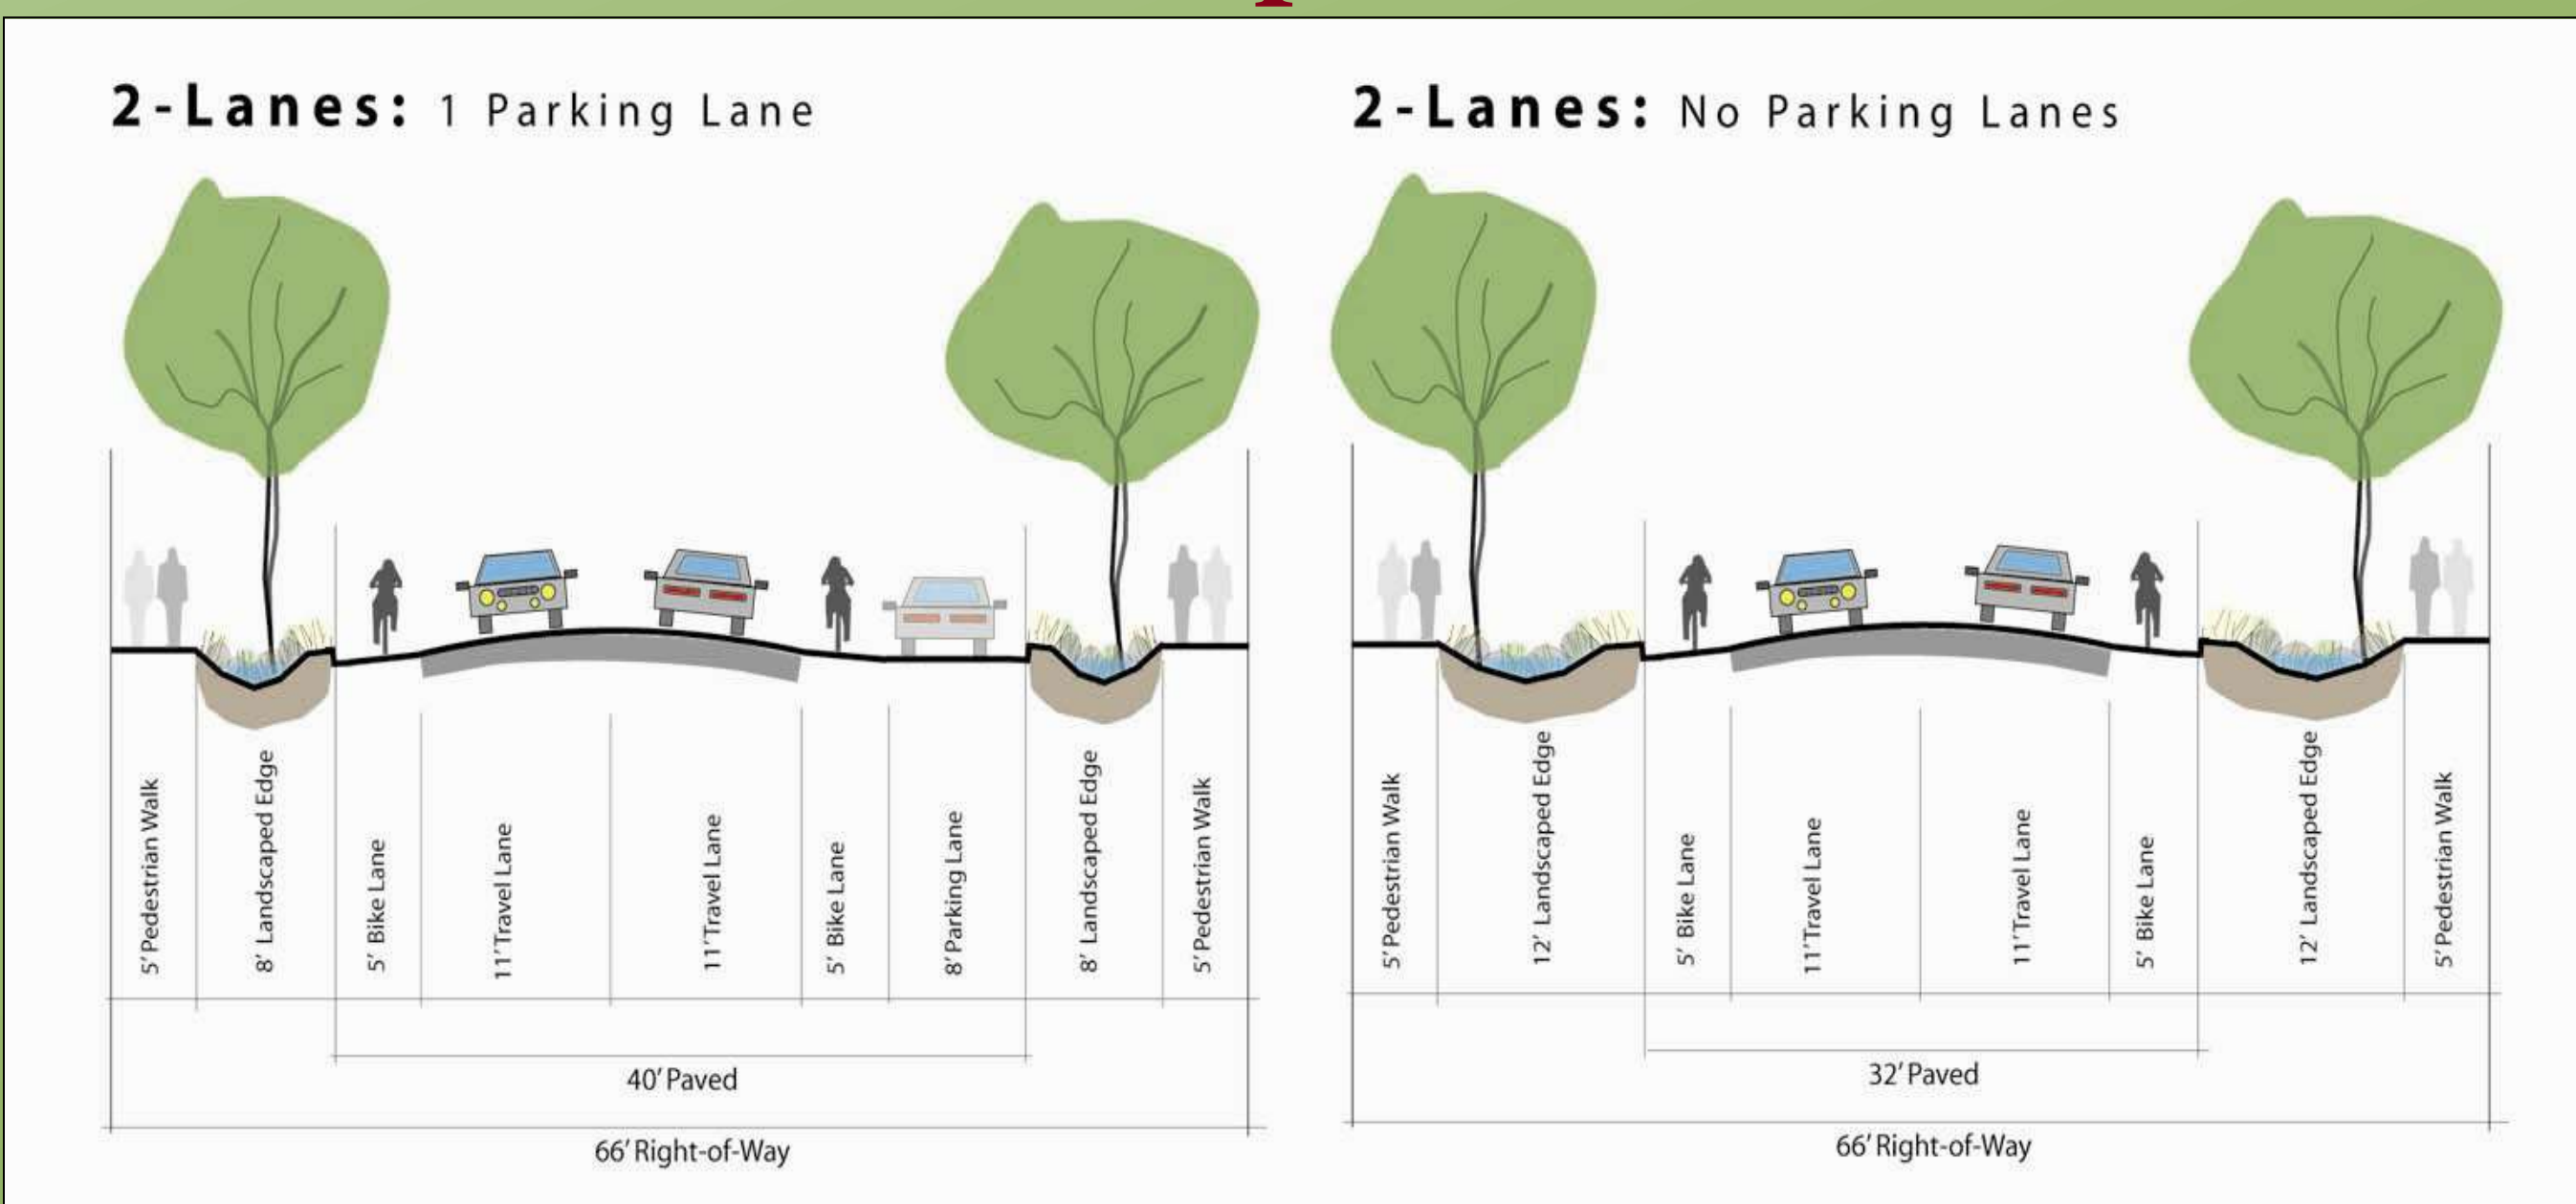 2-Lanes: 1 Parking Lane
5' Pedestrian Walk
8' Landscaped Edge
5' Bike Lane
11' Travel Lane
11' Travel Lane
5' Bike Lane
8' Parking Lane
8' Landscaped Edge
5' Pedestrian Walk
40' Paved
66' Right-of-Way
2-Lanes: No Parking Lanes
5' Pedestrian Walk
12' Landscaped Edge
5' Bike Lane
11' Travel Lane
11' Travel Lane
5' Bike Lane
12' Landscaped Edge
5' Pedestrian Walk
32' Paved
66' Right-of-Way